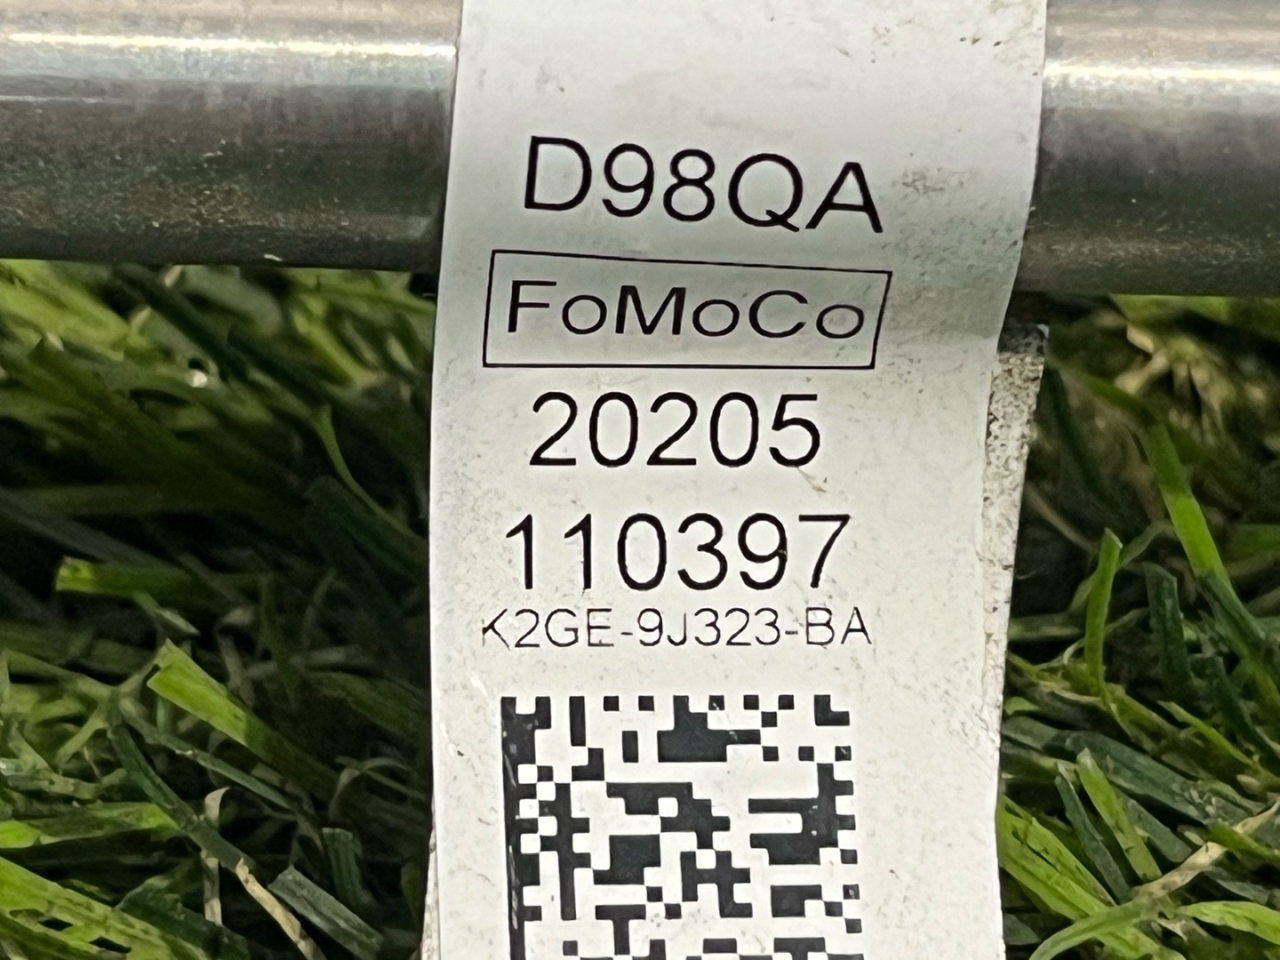 D98QA
FoMoCo
20205
110397
K2GE-9J323-BA